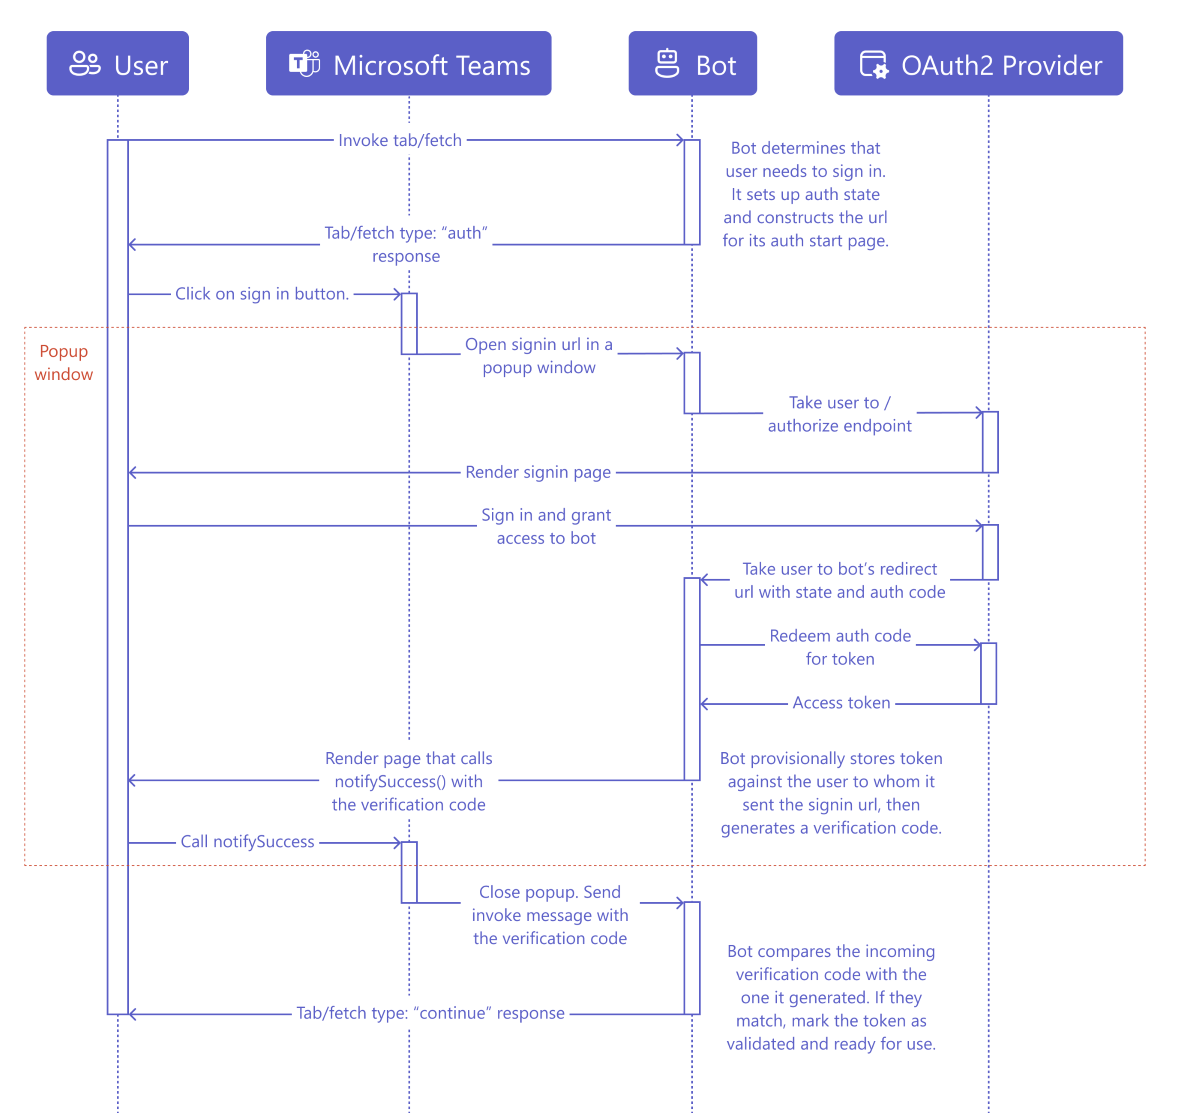 User
Microsoft Teams
Bot
OAuth2 Provider
Invoke tab/fetch
Bot determines that
user needs to sign in.
It sets up auth state
and constructs the url
for its auth start page.
Tab/fetch type: “auth”
response
Click on sign in button.
Popup
window
Open signin url in a
popup window
Take user to /
authorize endpoint
Render signin page
Sign in and grant
access to bot
Take user to bot’s redirect
url with state and auth code
Redeem auth code
for token
Access token
Render page that calls
notifySuccess() with
the verification code
Bot provisionally stores token
against the user to whom it
sent the signin url, then
generates a verification code.
Call notifySuccess
Close popup. Send
invoke message with
the verification code
Bot compares the incoming
verification code with the
one it generated. If they
match, mark the token as
validated and ready for use.
Tab/fetch type: “continue” response